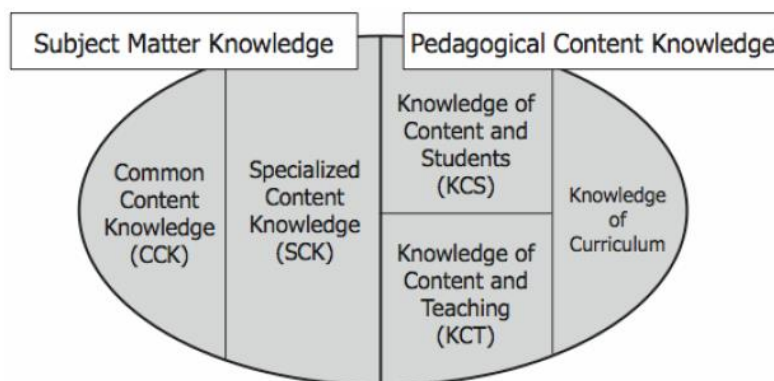 Subject Matter Knowledge
Pedagogical Content Knowledge
Common
Content
Knowledge
(CCK)
Specialized
Content
Knowledge
(SCK)
Knowledge of
Content and
Students
(KCS)
Knowledge of
Content and
Teaching
(KCT)
Knowledge
of
Curriculum